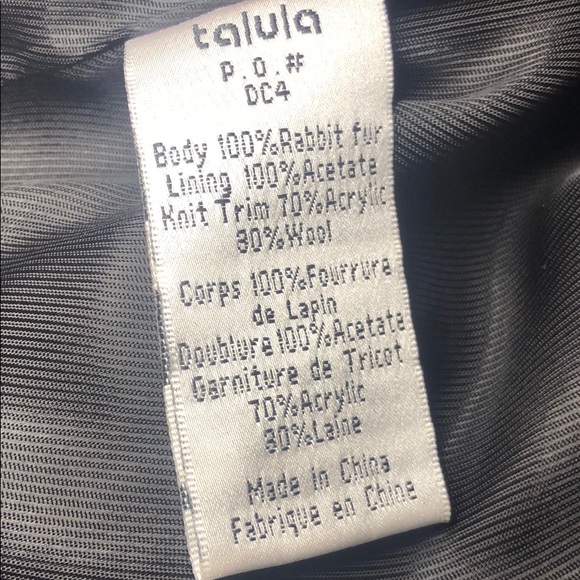 talula
P.O.#
DC4
Body 100%Rabbit fur
Lining 100%Acetate
Knit Trim 70%Acrylic
30%Wool
Corps 100%Fourrure
de Lapin
Doublure 100%Acetate
Garniture de Tricot
70%Acrylic
30%Laine
Made in China
Fabrique en Chine